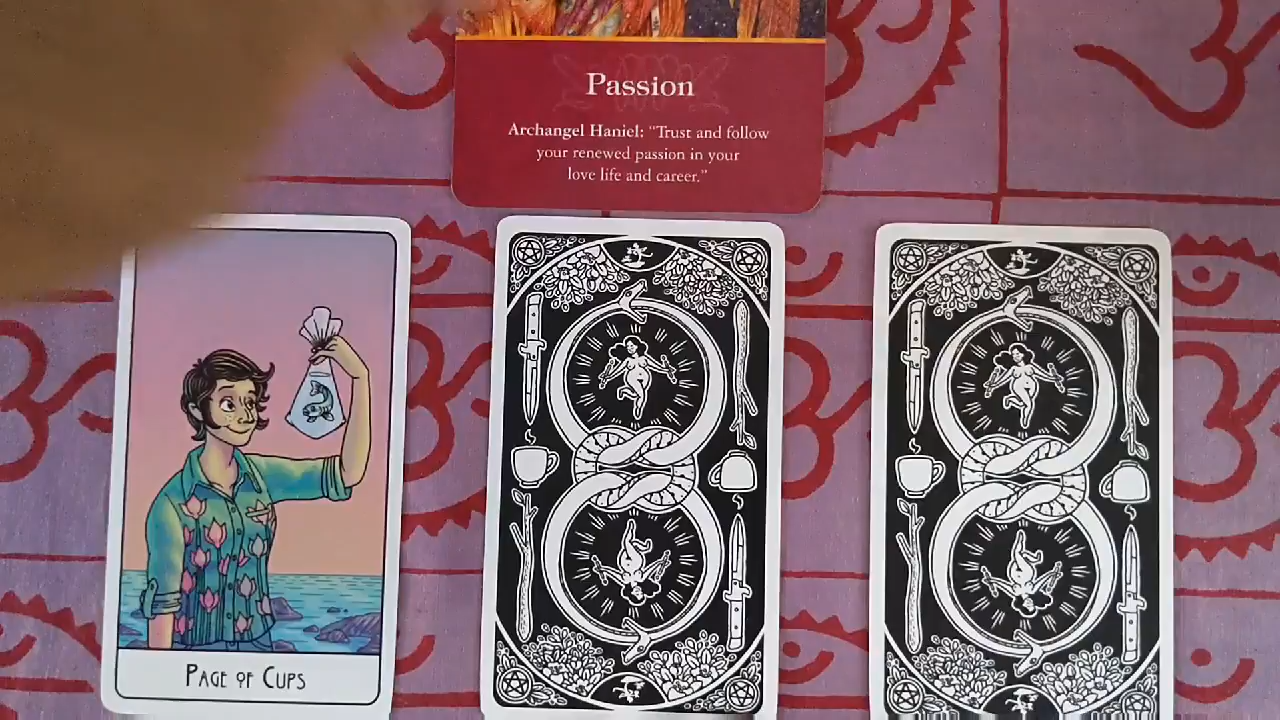 Passion
Archangel Haniel: “Trust and follow
your renewed passion in your
love life and career.”
Page of Cups